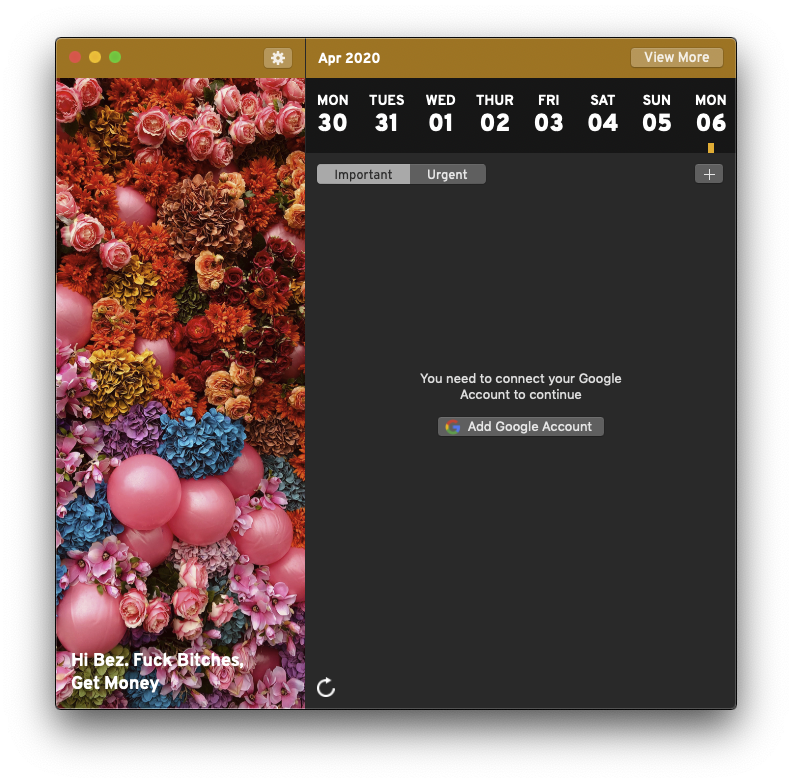 Apr 2020
View More
MON TUES WED THUR FRI SAT SUN MON
30 31 01 02 03 04 05 06
Important Urgent
You need to connect your Google
Account to continue
Add Google Account
Hi Bez. Fuck Bitches,
Get Money